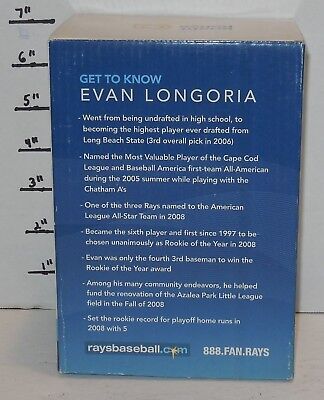 7"
6"
5"
4"
3"
2"
1"
GET TO KNOW
EVAN LONGORIA
- Went from being undrafted in high school, to
becoming the highest player ever drafted from
Long Beach State (3rd overall pick in 2006)
- Named the Most Valuable Player of the Cape Cod
League and Baseball America first-team All-American
during the 2005 summer while playing with the
Chatham A's
- One of the three Rays named to the American
League All-Star Team in 2008
- Became the sixth player and first since 1997 to be
chosen unanimously as Rookie of the Year in 2008
- Evan was only the fourth 3rd baseman to win the
Rookie of the Year award
- Among his many community endeavors, he helped
fund the renovation of the Azalea Park Little League
field in the Fall of 2008
- Set the rookie record for playoff home runs in
2008 with 5
raysbaseball.com 888.FAN.RAYS